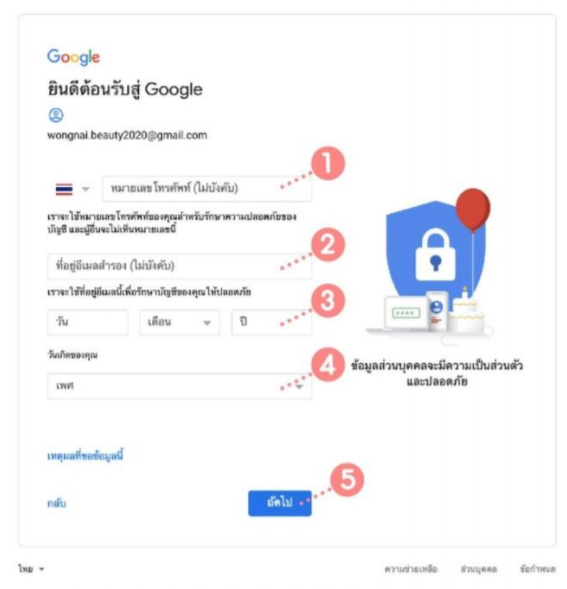 Google
ยินดีต้อนรับสู่ Google
wongnai.beauty2020@gmail.com
1
หมายเลขโทรศัพท์ (ไม่บังคับ)
เราจะใช้หมายเลขโทรศัพท์ของคุณสำหรับรักษาความปลอดภัยของ
บัญชี และผู้อื่นจะไม่เห็นหมายเลขนี้
2
ที่อยู่อีเมลสำรอง (ไม่บังคับ)
เราจะใช้ที่อยู่อีเมลนี้เพื่อรักษาบัญชีของคุณให้ปลอดภัย
3
วัน เดือน ปี
วันเกิดของคุณ
4
เพศ
ข้อมูลส่วนบุคคลจะมีความเป็นส่วนตัว
และปลอดภัย
เหตุผลที่ขอข้อมูลนี้
5
กลับ ถัดไป
ไทย ความช่วยเหลือ ส่วนบุคคล ข้อกำหนด